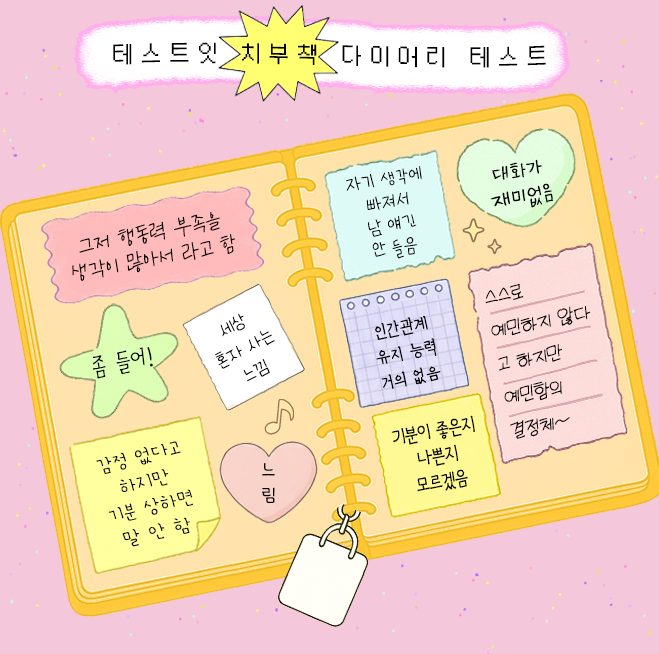 테스트잇 치부책 다이어리 테스트
그저 행동력 부족을
생각이 많아서 라고 함
좀 들어!
세상
혼자 사는
느낌
감정 없다고
하지만
기분 상하면
말 안 함
느
림
자기 생각에
빠져서
남 얘긴
안 들음
대화가
재미없음
인간관계
유지 능력
거의 없음
스스로
예민하지 않다
고 하지만
예민함의
결정체~
기분이 좋은지
나쁜지
모르겠음